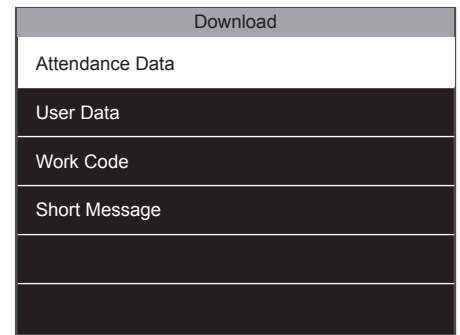 Download
Attendance Data
User Data
Work Code
Short Message